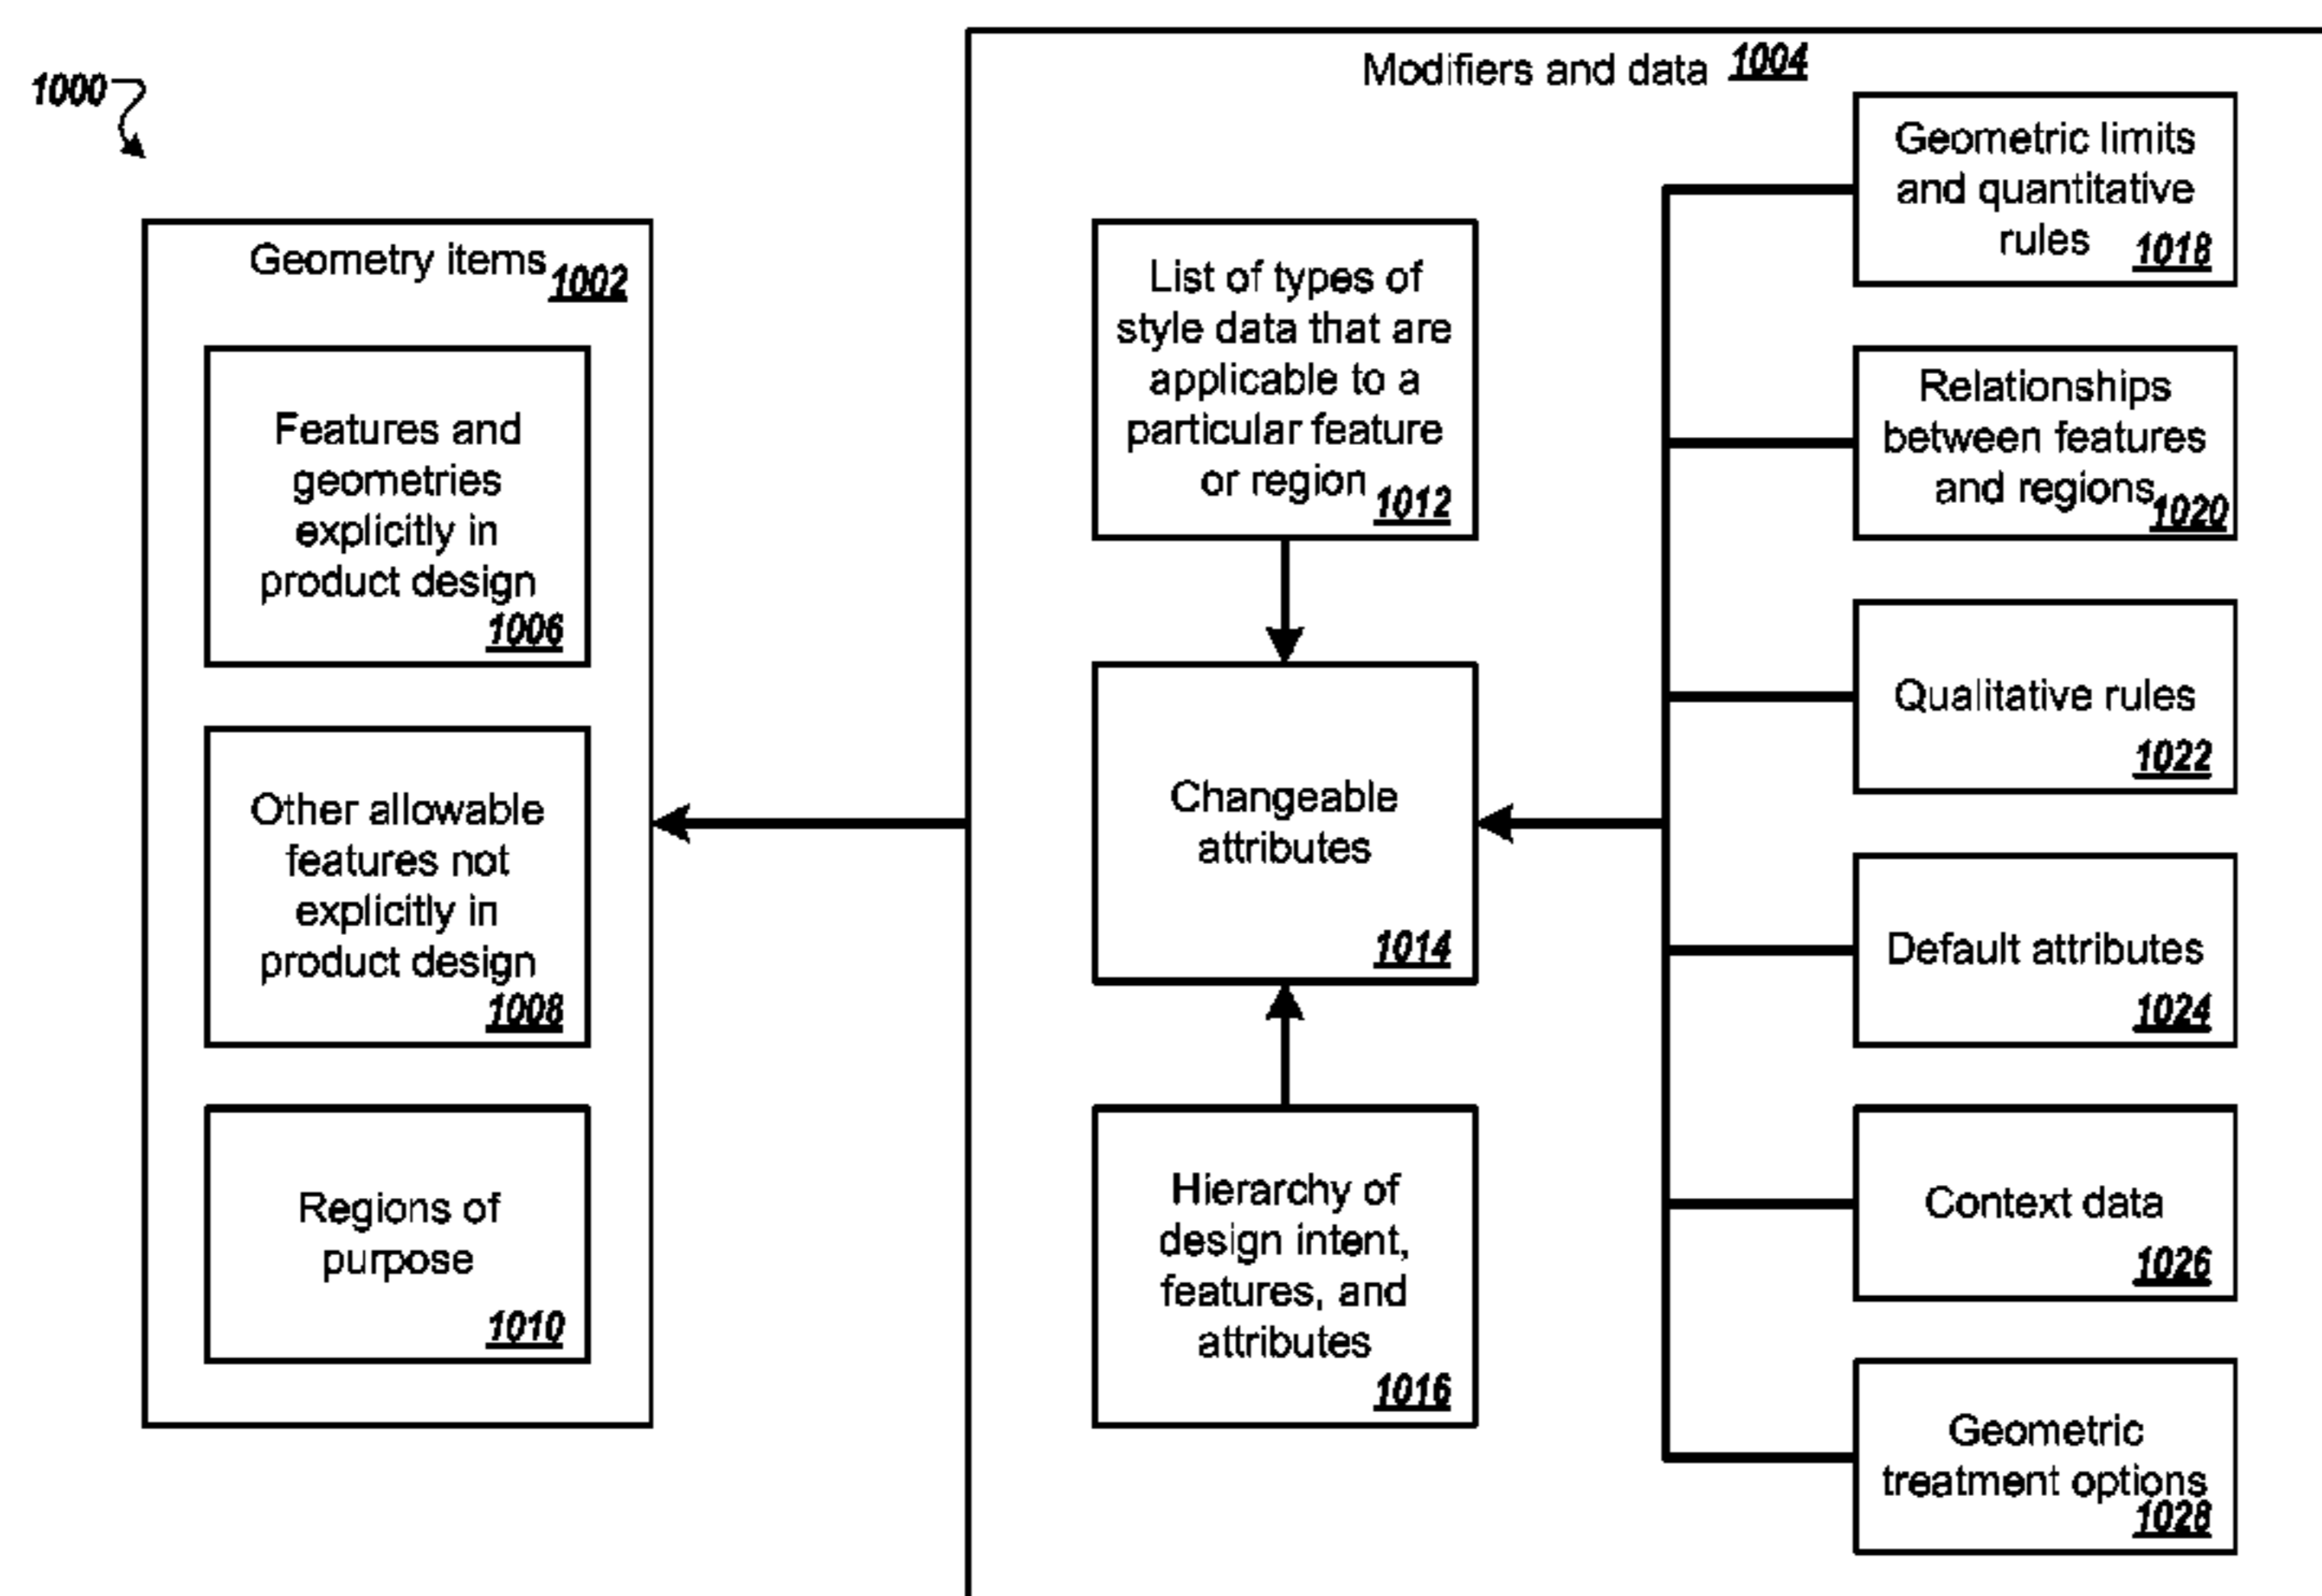 1000
Modifiers and data 1004
Geometry items 1002
Features and
geometries
explicitly in
product design
1006
Other allowable
features not
explicitly in
product design
1008
Regions of
purpose
1010
List of types of
style data that are
applicable to a
particular feature
or region 1012
Changeable
attributes
1014
Hierarchy of
design intent,
features, and
attributes
1016
Geometric limits
and quantitative
rules 1018
Relationships
between features
and regions 1020
Qualitative rules
1022
Default attributes
1024
Context data
1026
Geometric
treatment options
1028